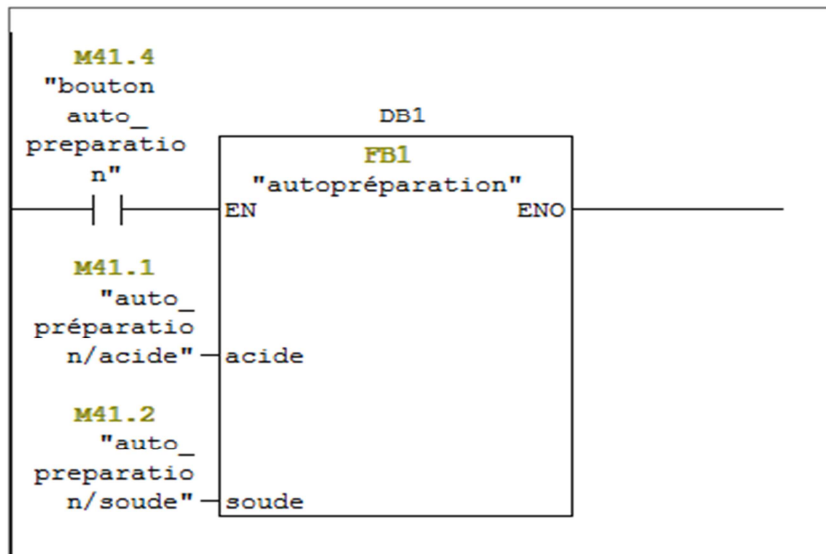 M41.4
"bouton
auto_
preparatio
n"
DB1
FB1
"autopréparation"
EN
ENO
M41.1
"auto_
préparatio
n/acide"
acide
M41.2
"auto_
preparatio
n/soude"
soude